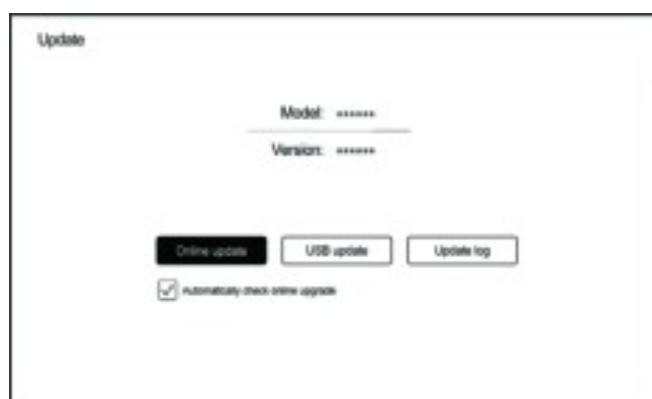 Update
Model: ******
Version: ******
Online update USB update Update log
Automatically check online upgrade